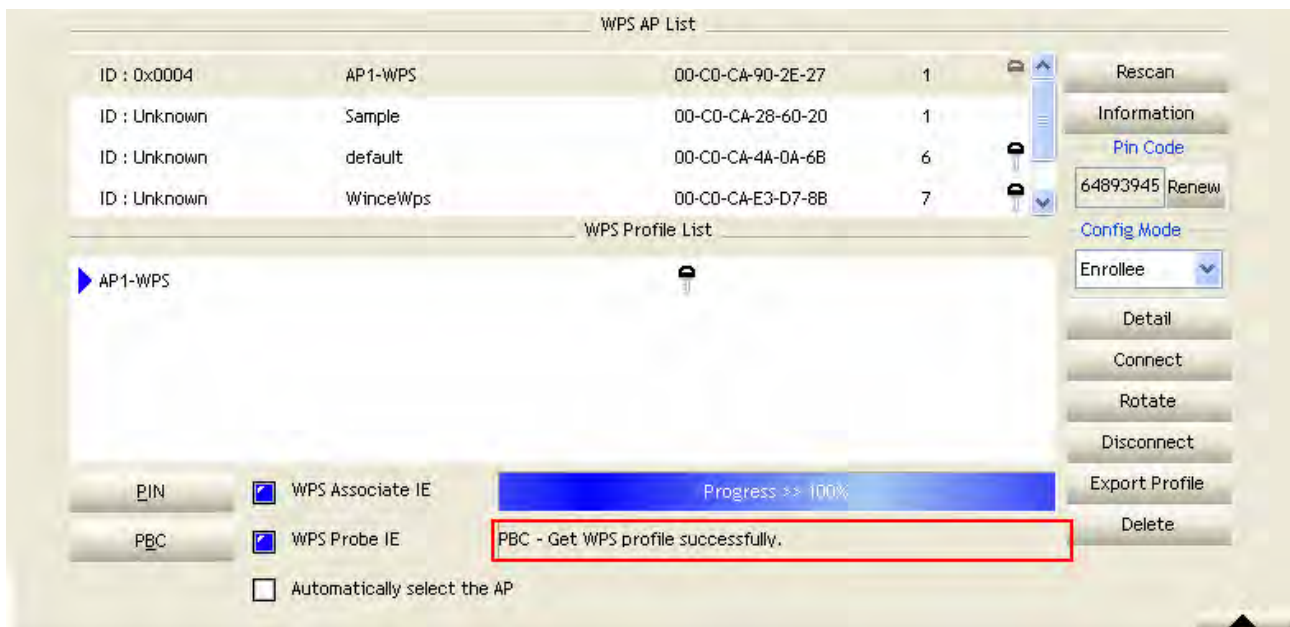 WPS AP List
ID : 0x0004 AP1-WPS 00-C0-CA-90-2E-27 1
Rescan
ID : Unknown Sample 00-C0-CA-28-60-20 1
Information
ID : Unknown default 00-C0-CA-4A-0A-6B 6
Pin Code
ID : Unknown WinceWps 00-C0-CA-E3-D7-8B 7
64893945 Renew
WPS Profile List
Config Mode
AP1-WPS
Enrollee
Detail
Connect
Rotate
Disconnect
PIN WPS Associate IE Progress >> 100%
Export Profile
PBC WPS Probe IE PBC - Get WPS profile successfully.
Delete
Automatically select the AP